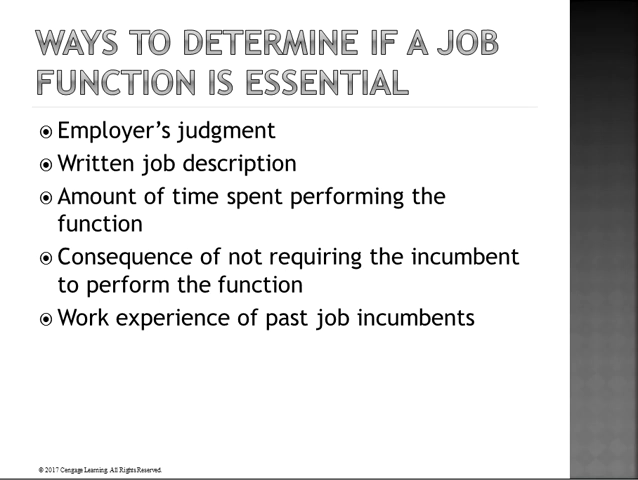 WAYS TO DETERMINE IF A JOB
FUNCTION IS ESSENTIAL
Employer’s judgment
Written job description
Amount of time spent performing the
function
Consequence of not requiring the incumbent
to perform the function
Work experience of past job incumbents
© 2017 Cengage Learning. All Rights Reserved.